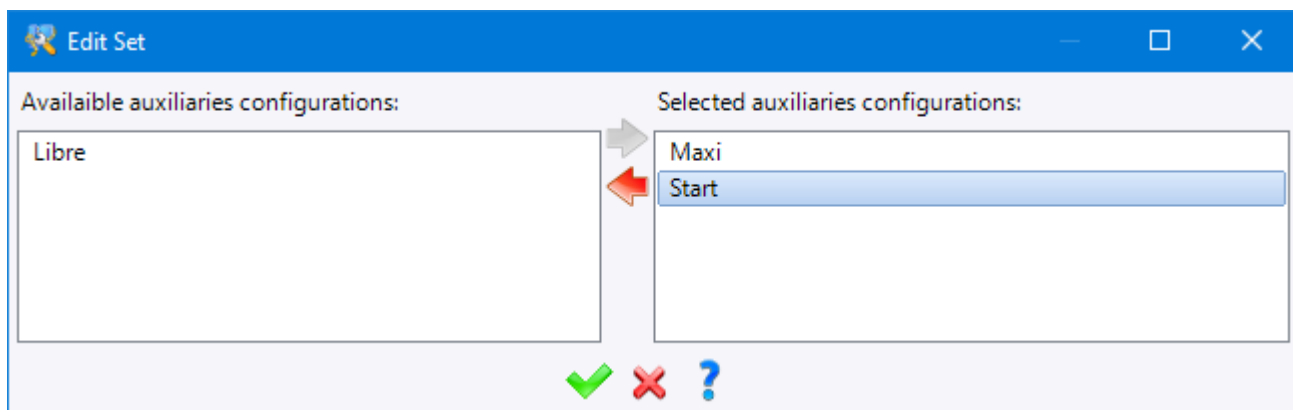 Edit Set
Availaible auxiliaries configurations:
Selected auxiliaries configurations:
Libre
Maxi
Start